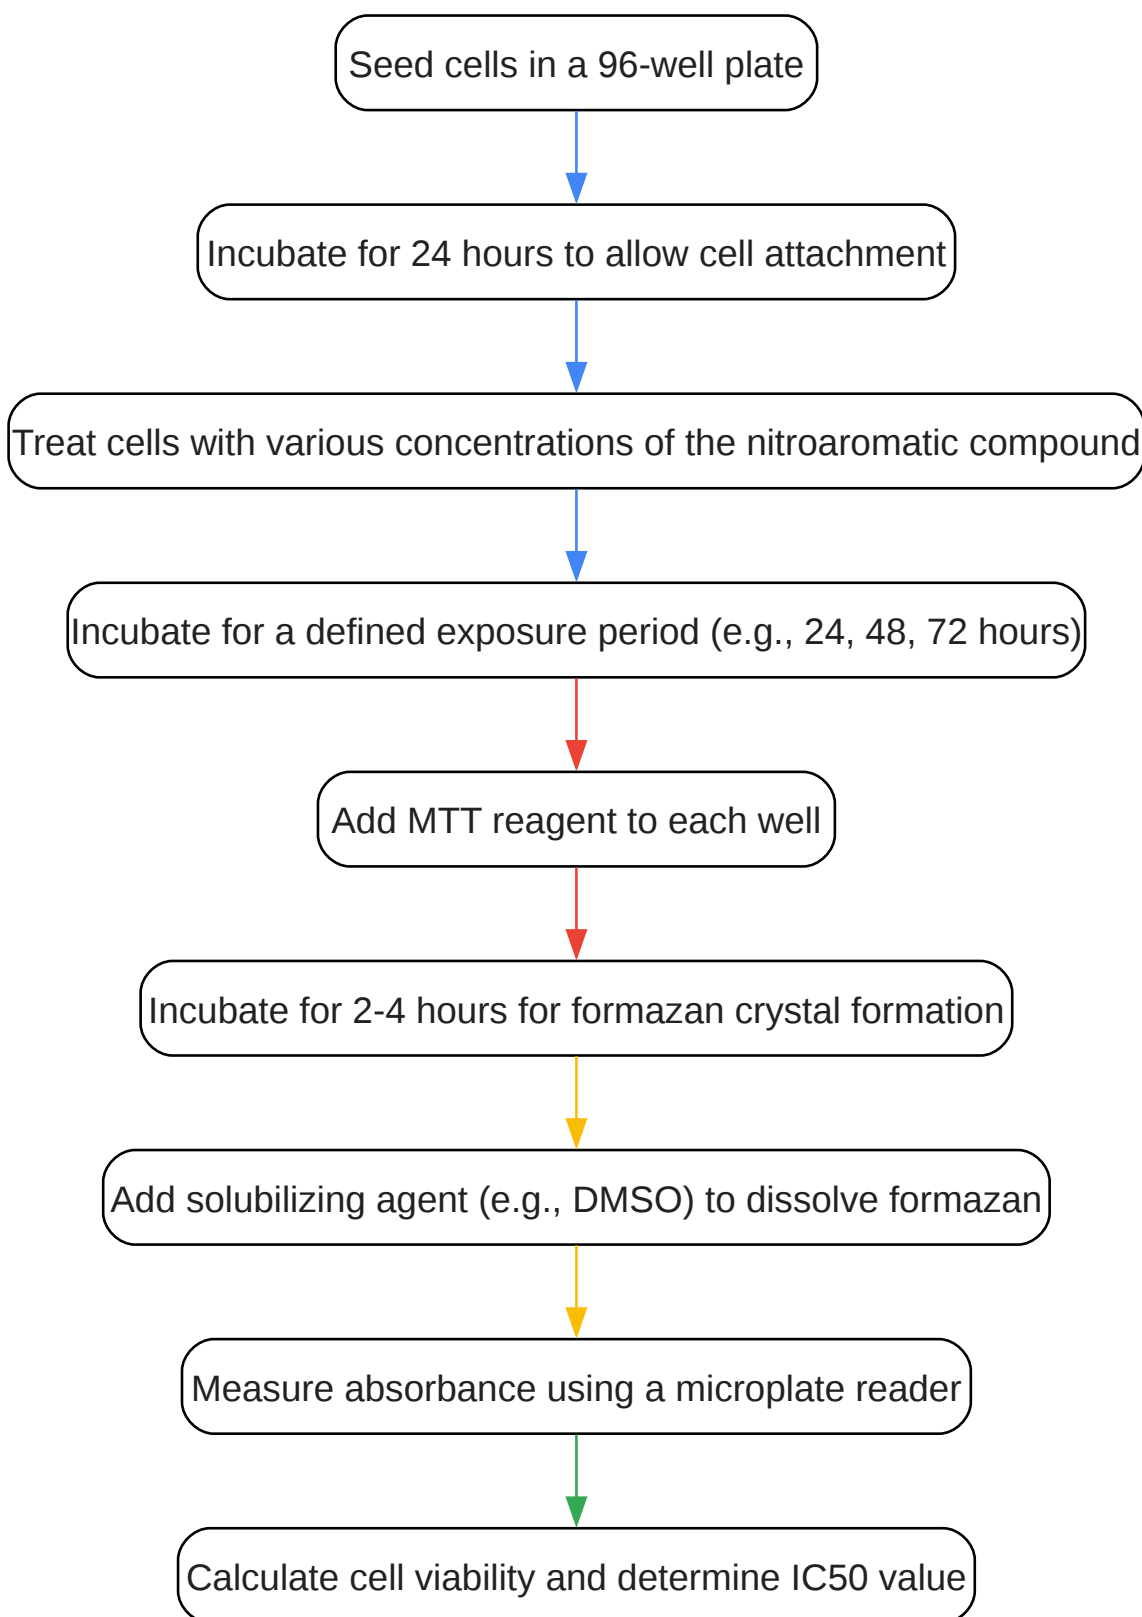 Seed cells in a 96-well plate
Incubate for 24 hours to allow cell attachment
Treat cells with various concentrations of the nitroaromatic compound
Incubate for a defined exposure period (e.g., 24, 48, 72 hours)
Add MTT reagent to each well
Incubate for 2-4 hours for formazan crystal formation
Add solubilizing agent (e.g., DMSO) to dissolve formazan
Measure absorbance using a microplate reader
Calculate cell viability and determine IC50 value